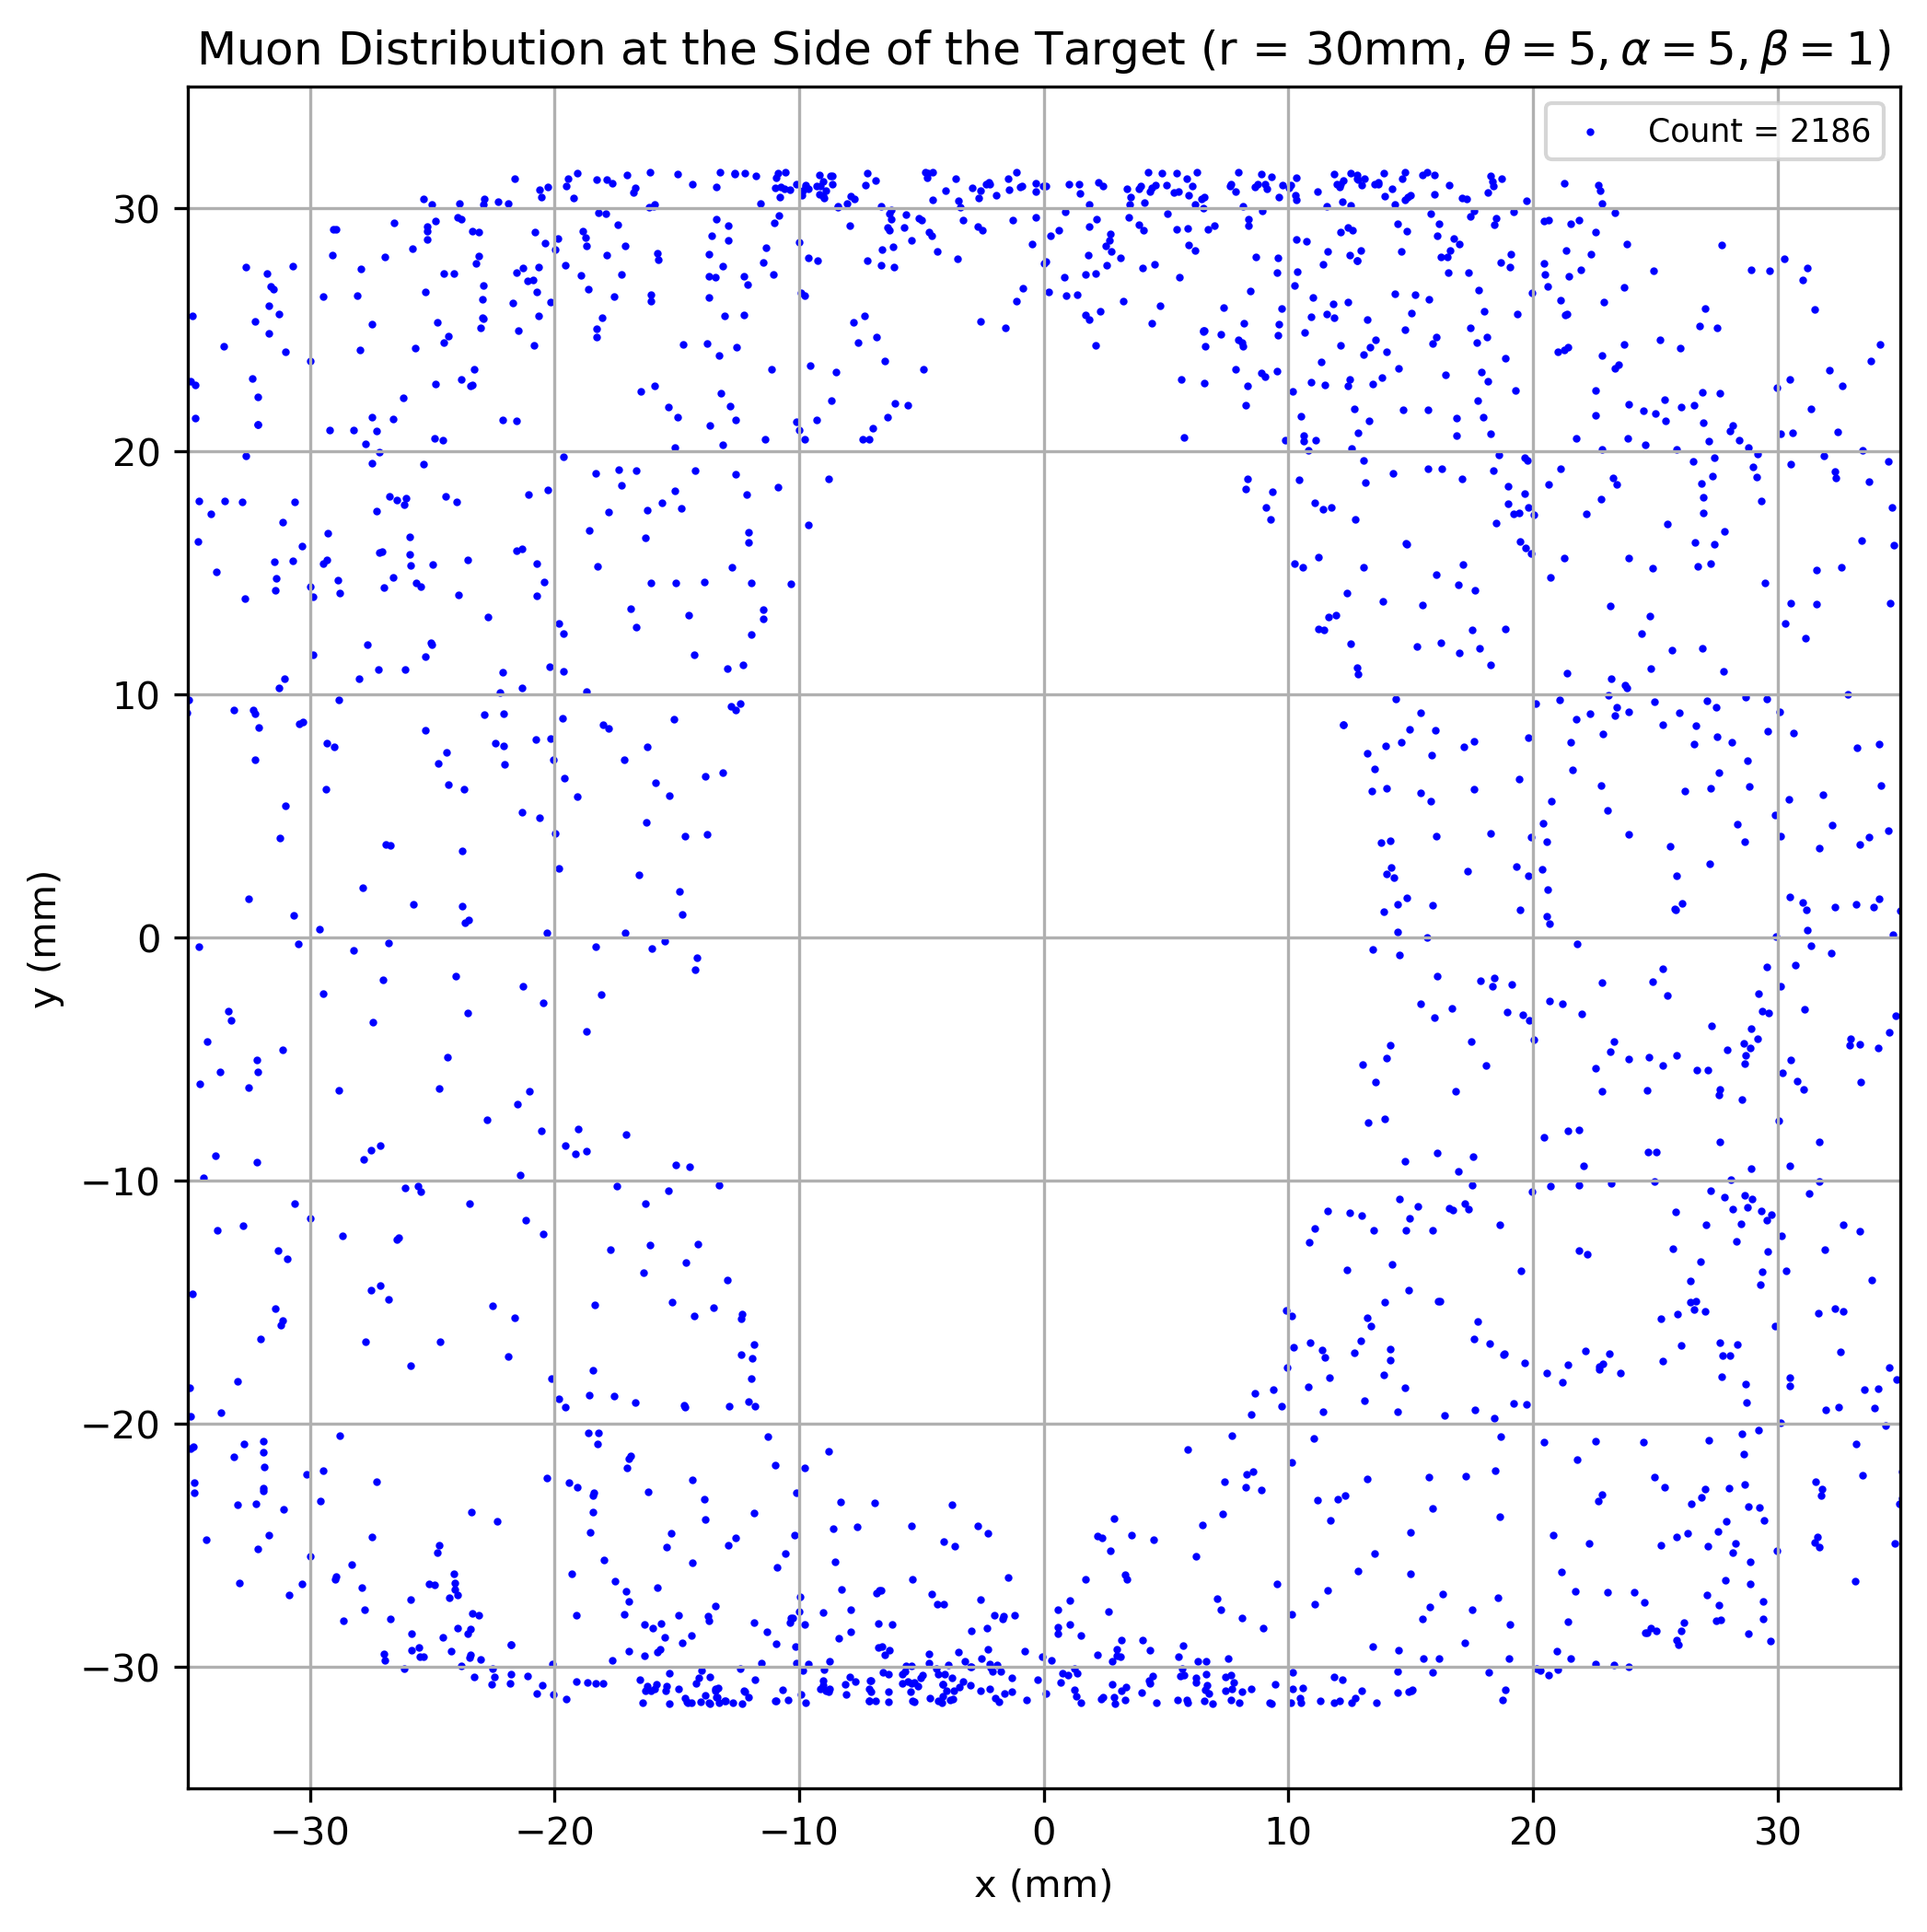 Muon Distribution at the Side of the Target (r = 30mm, θ = 5, α = 5, β = 1)
Count = 2186
y (mm)
30
20
10
0
−10
−20
−30
−30 −20 −10 0 10 20 30
x (mm)